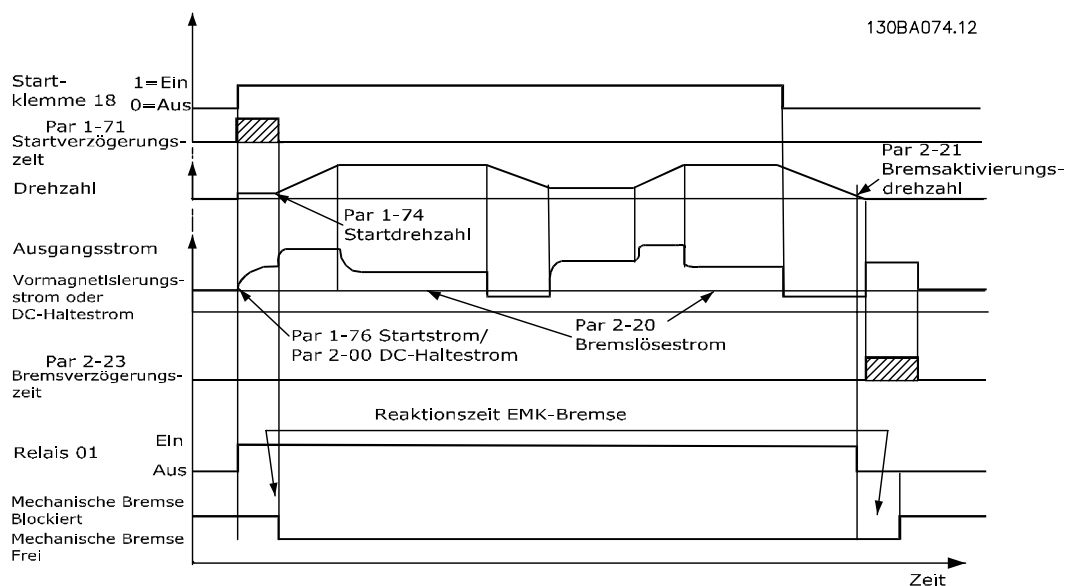 130BA074.12
Start-
klemme 18
1=Ein
0=Aus
Par 1-71
Startverzögerungs-
zeIt
Drehzahl
Par 2-21
Bremsaktivierungs-
drehzahl
Par 1-74
Startdrehzahl
Ausgangsstrom
VormagnetIsIerungs-
strom oder
DC-Haltestrom
Par 1-76 Startstrom/
Par 2-00 DC-Haltestrom
Par 2-20
Bremslösestrom
Par 2-23
Bremsverzögerungs-
zeit
Reaktionszeit EMK-Bremse
Relais 01
EIn
Aus
Mechanische Bremse
Blockiert
Mechanische Bremse
Frei
Zeit